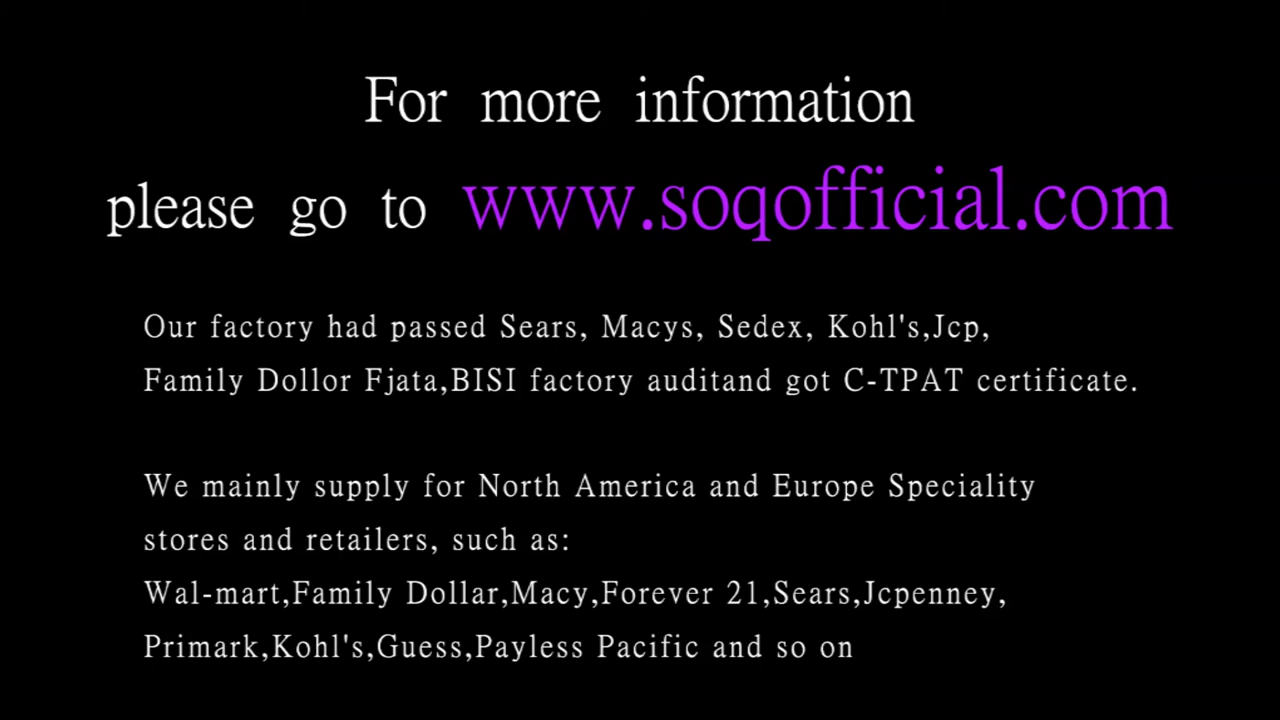 For more information
please go to www.soqofficial.com
Our factory had passed Sears, Macys, Sedex, Kohl's,Jcp,
Family Dollor Fjata,BISI factory auditand got C-TPAT certificate.
We mainly supply for North America and Europe Speciality
stores and retailers, such as:
Wal-mart,Family Dollar,Macy,Forever 21,Sears,Jcpenney,
Primark,Kohl's,Guess,Payless Pacific and so on